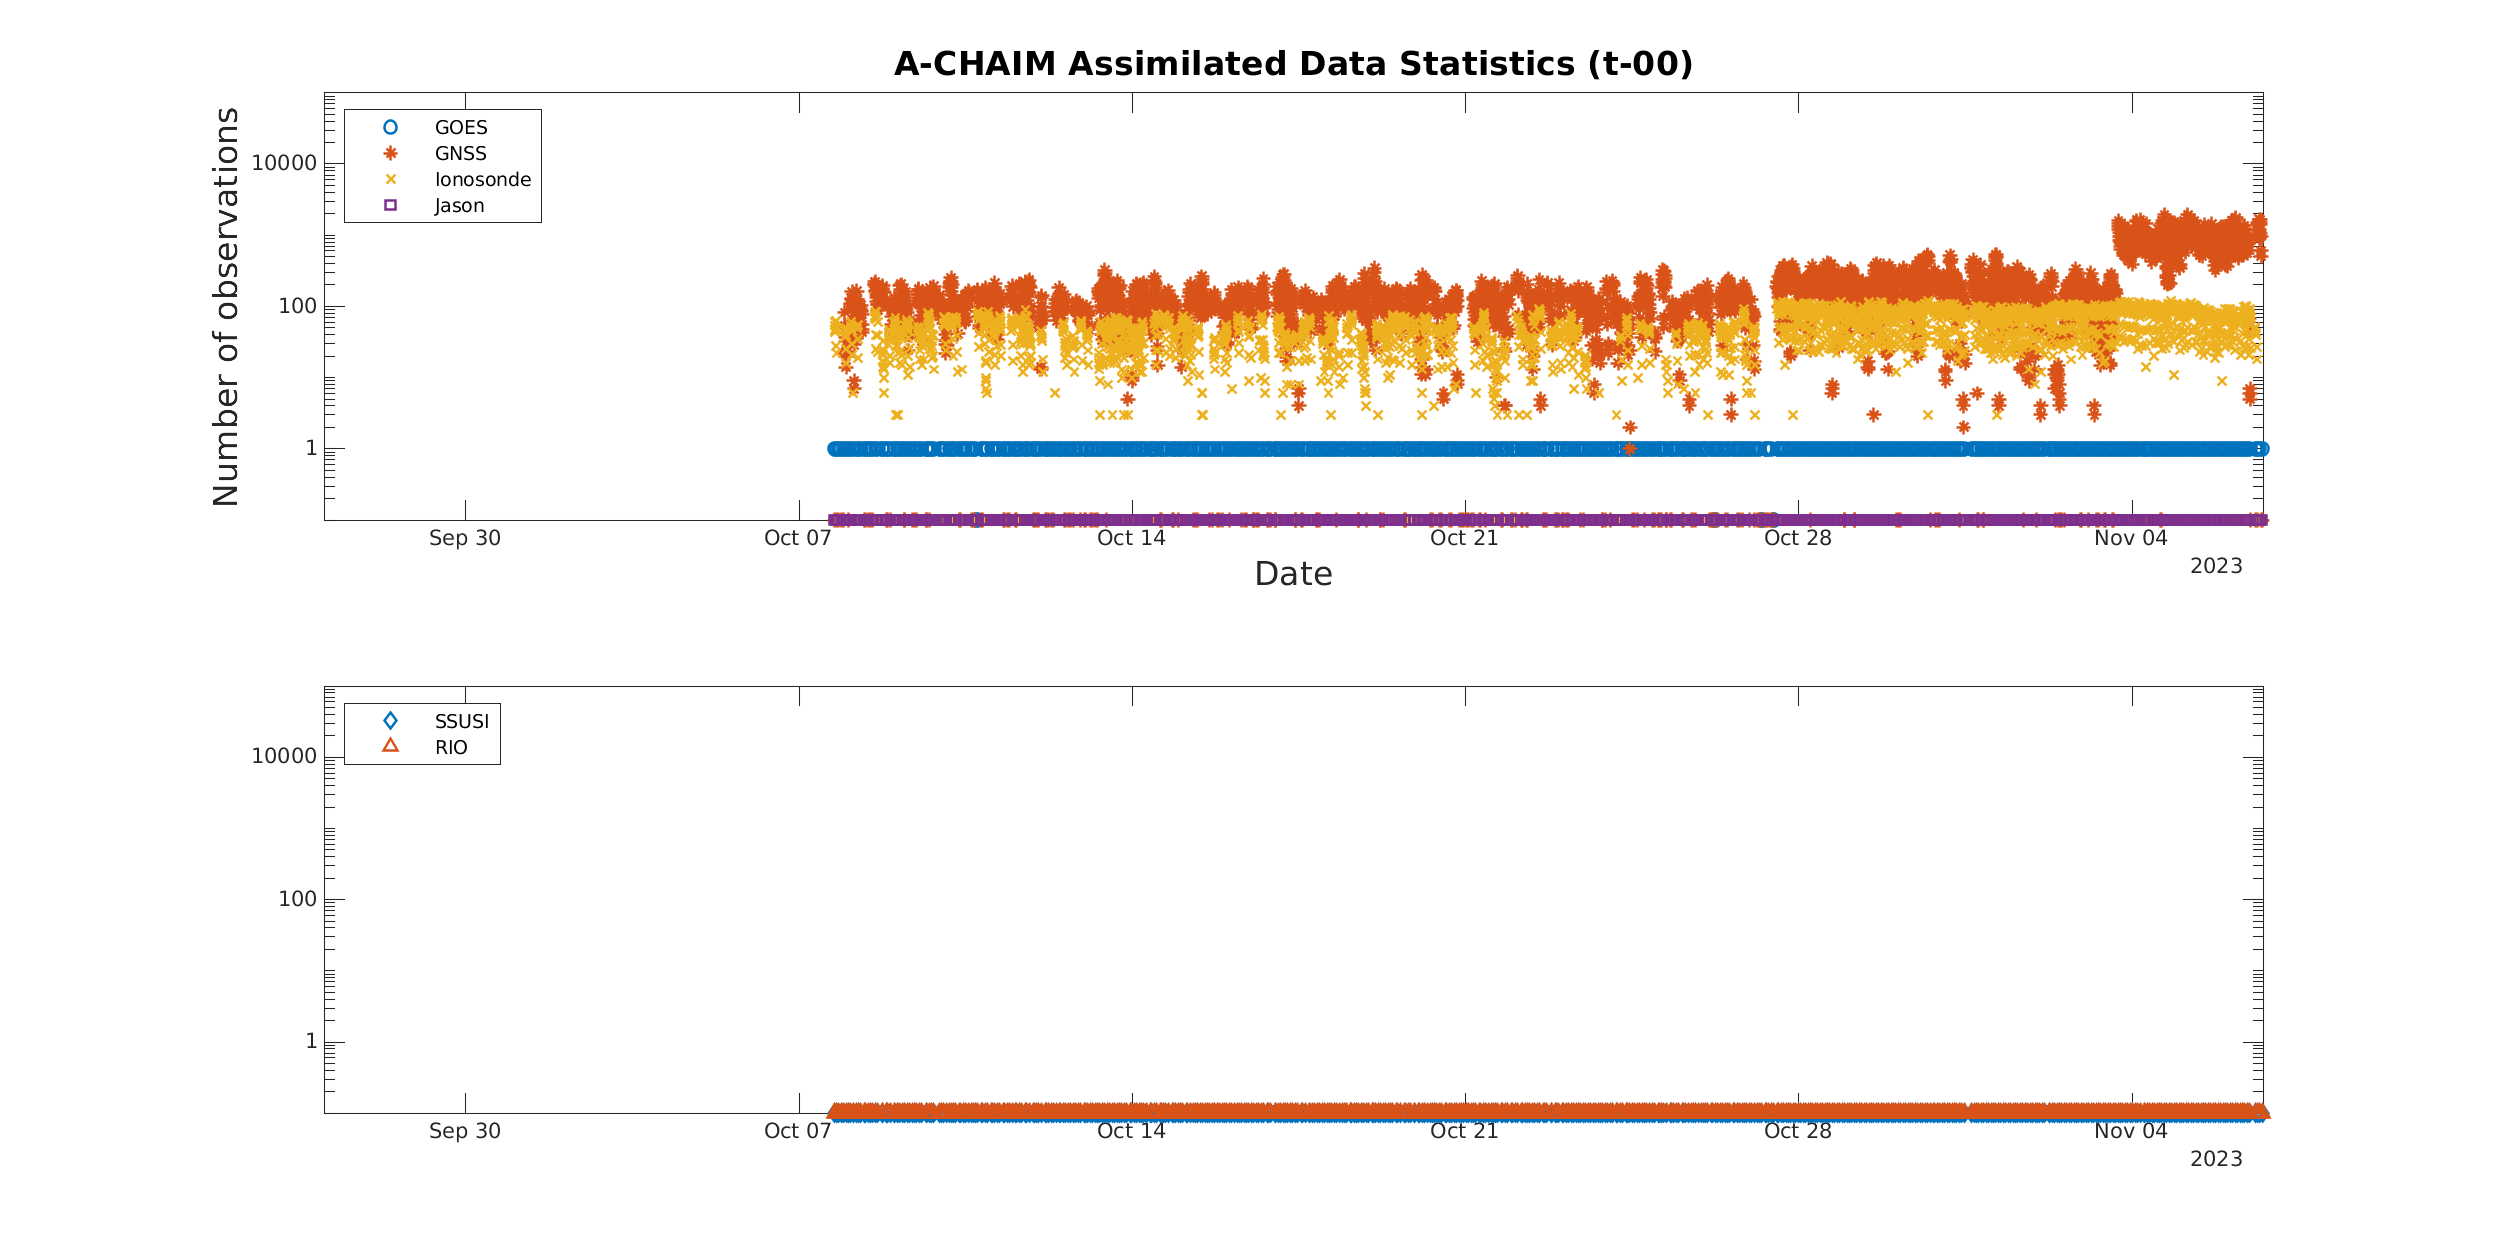 A-CHAIM Assimilated Data Statistics (t-00)
Number of observations
GOES
GNSS
Ionosonde
Jason
10000
100
1
Sep 30 Oct 07 Oct 14 Oct 21 Oct 28 Nov 04
2023
Date
SSUSI
RIO
10000
100
1
Sep 30 Oct 07 Oct 14 Oct 21 Oct 28 Nov 04
2023